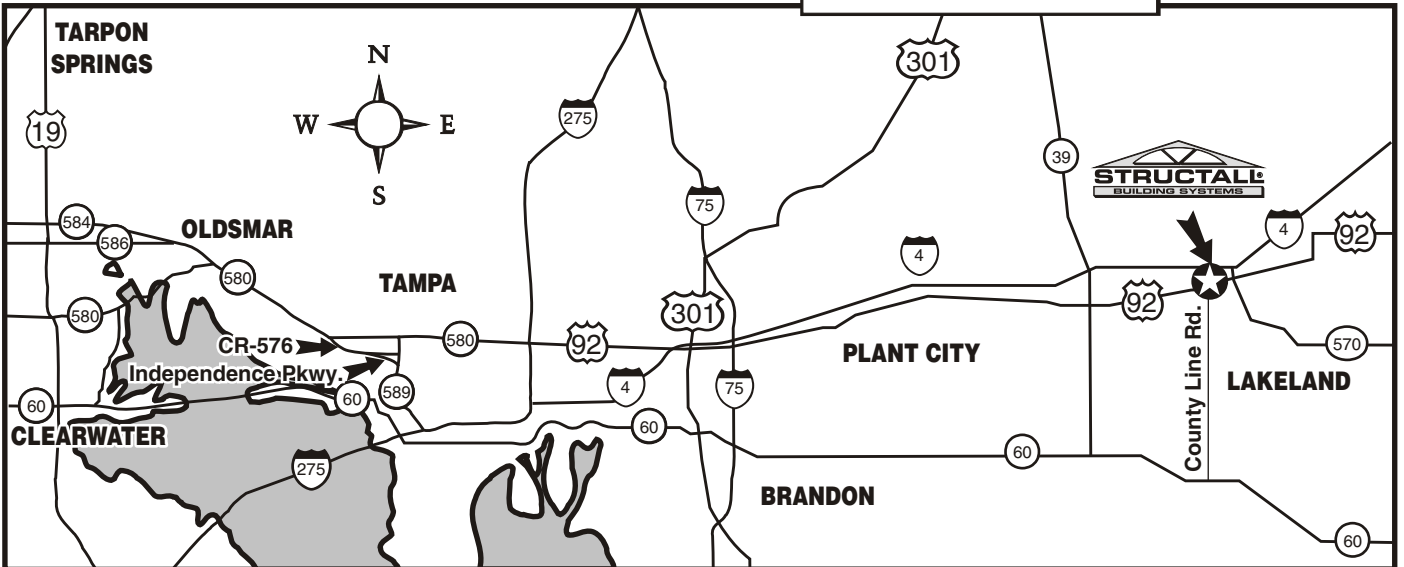 TARPON
SPRINGS
N
W
E
S
19
275
301
39
STRUCTALL®
BUILDING SYSTEMS
75
584
586
OLDSMAR
580
4
4
92
TAMPA
580
301
92
CR-576
580
92
PLANT CITY
570
Independence Pkwy.
589
4
75
County Line Rd.
LAKELAND
60
60
CLEARWATER
60
60
275
BRANDON
60